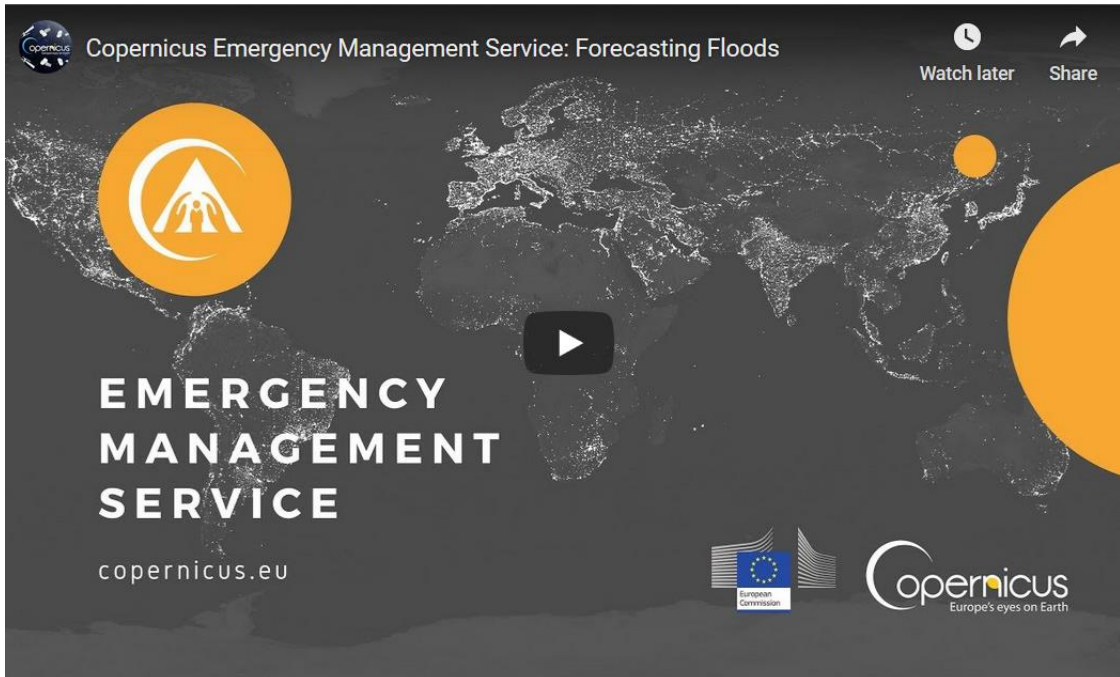 Copernicus Emergency Management Service: Forecasting Floods
Watch later
Share
EMERGENCY
MANAGEMENT
SERVICE
copernicus.eu
European
Commission
Copernicus
Europe's eyes on Earth